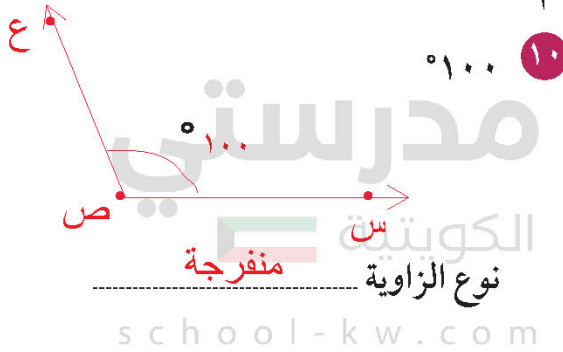 ١٠ ١٠٠°
ع
١٠٠°
ص
س
مدرستي
الكويتية
نوع الزاوية منفرجة
school-kw.com